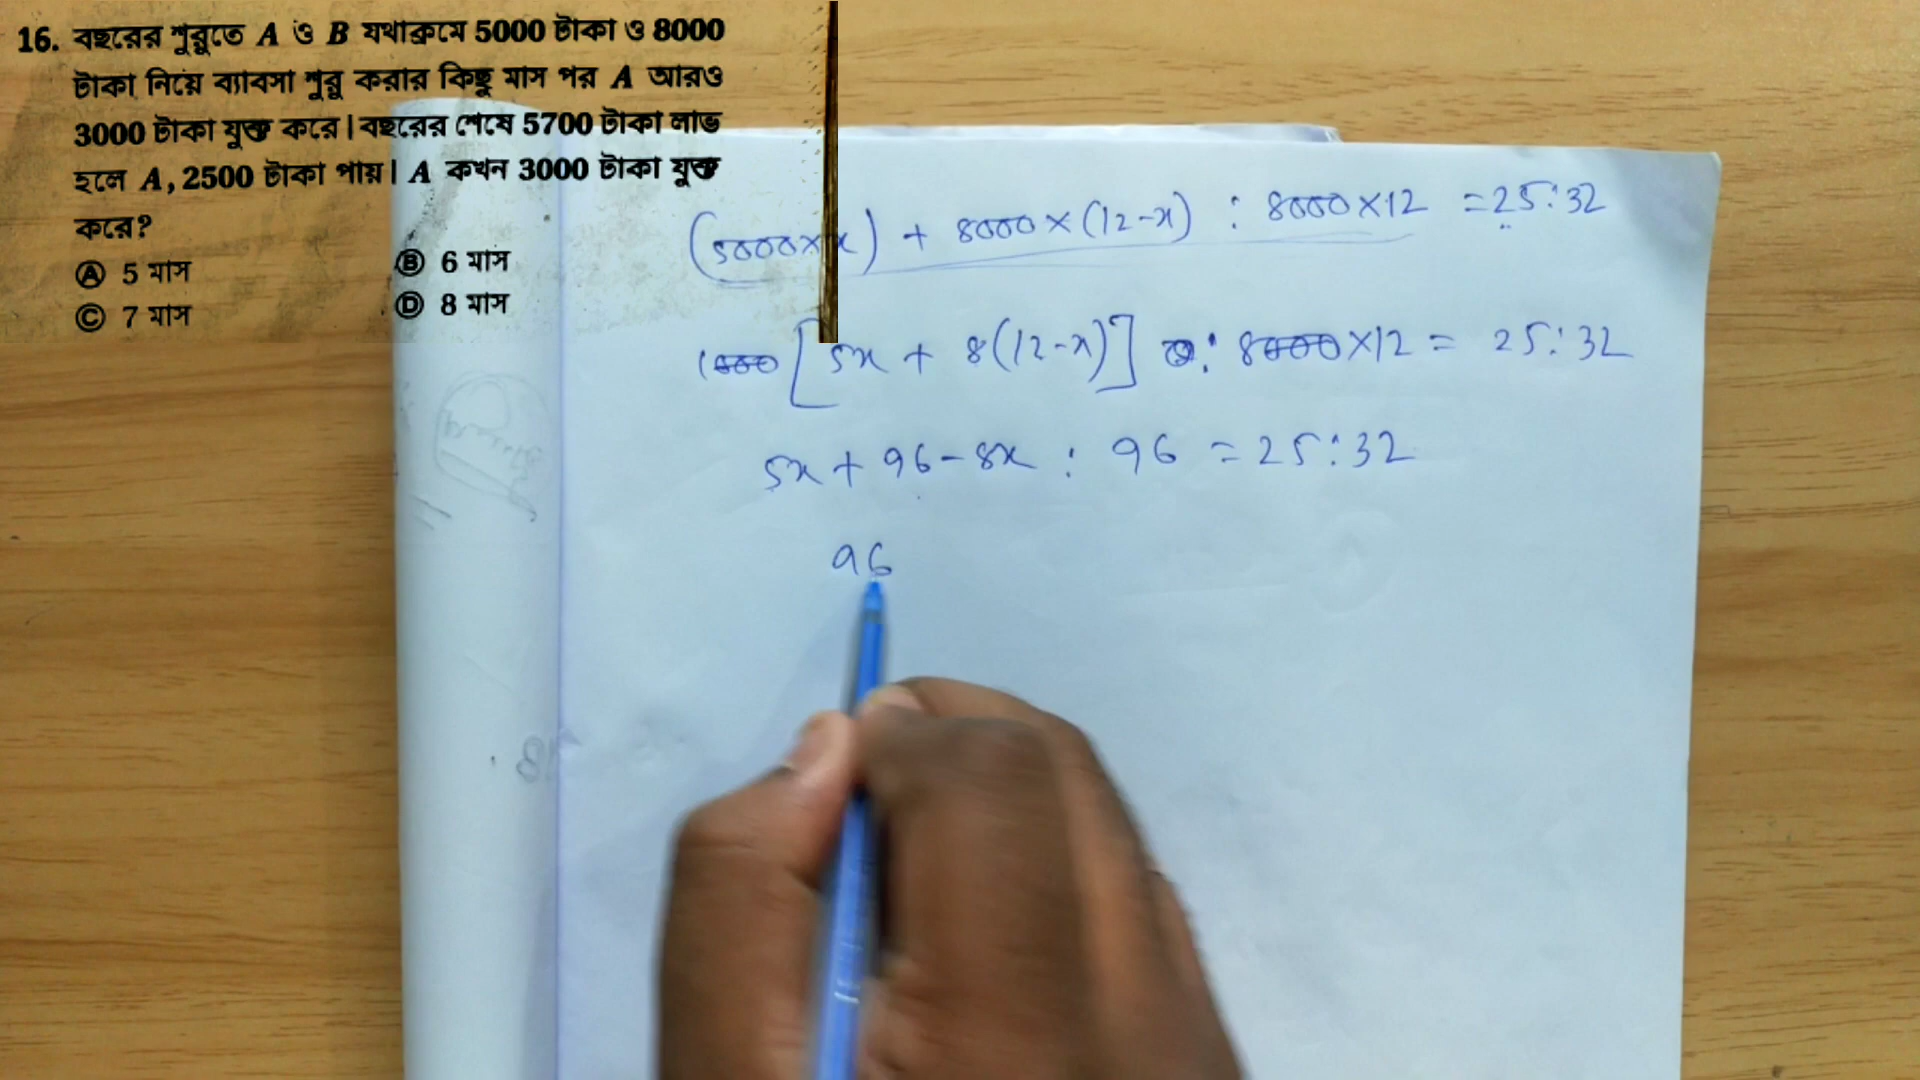 16. বছরের শুরুতে A ও B যথাক্রমে 5000 টাকা ও 8000
টাকা নিয়ে ব্যাবসা শুরু করার কিছু মাস পর A আরও
3000 টাকা যুক্ত করে। বছরের শেষে 5700 টাকা লাভ
হলে A, 2500 টাকা পায়। A কখন 3000 টাকা যুক্ত
করে?
Ⓐ 5 মাস Ⓑ 6 মাস
Ⓒ 7 মাস Ⓓ 8 মাস
(5000×x) + 8000×(12-x) : 8000×12 = 25:32
1000 [5x + 8(12-x)] : 8000×12 = 25:32
5x + 96-8x : 96 = 25:32
96